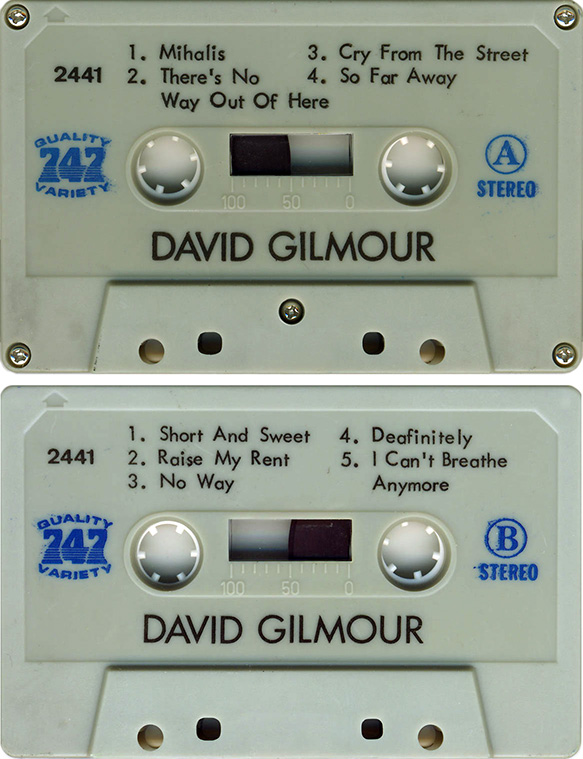 2441
1. Mihalis
2. There's No
Way Out Of Here
3. Cry From The Street
4. So Far Away
QUALITY
747
VARIETY
100 50 0
A
STEREO
DAVID GILMOUR
2441
1. Short And Sweet
2. Raise My Rent
3. No Way
4. Deafinitely
5. I Can't Breathe
Anymore
QUALITY
747
VARIETY
100 50 0
B
STEREO
DAVID GILMOUR